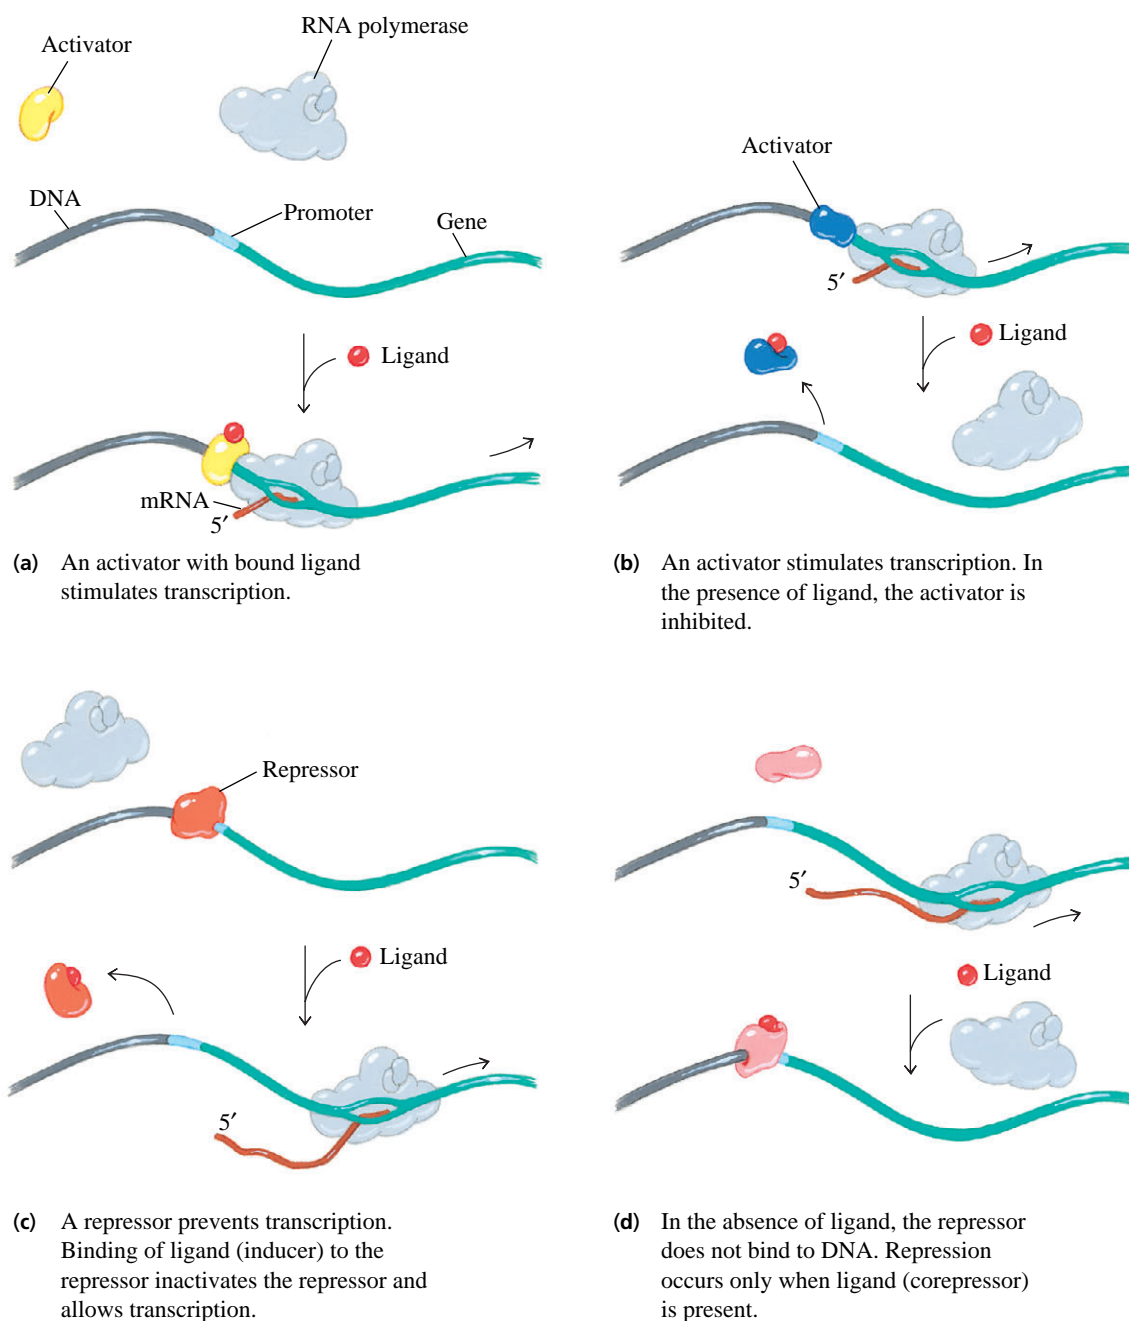 Activator
RNA polymerase
DNA
Promoter
Gene
Ligand
mRNA
5′
(a) An activator with bound ligand
stimulates transcription.
Activator
5′
Ligand
(b) An activator stimulates transcription. In
the presence of ligand, the activator is
inhibited.
Repressor
Ligand
5′
(c) A repressor prevents transcription.
Binding of ligand (inducer) to the
repressor inactivates the repressor and
allows transcription.
5′
Ligand
(d) In the absence of ligand, the repressor
does not bind to DNA. Repression
occurs only when ligand (corepressor)
is present.